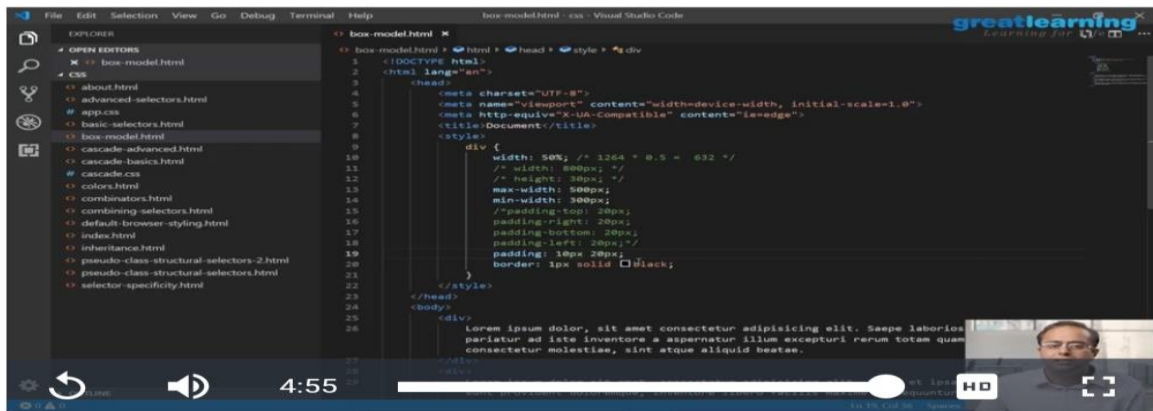 File Edit Selection View Go Debug Terminal Help
box-model.html - css - Visual Studio Code
greatlearning
Learning for Life
EXPLORER
OPEN EDITORS
box-model.html
CSS
about.html
advanced-selectors.html
app.css
basic-selectors.html
box-model.html
cascade-advanced.html
cascade-basics.html
cascade.css
colors.html
combinators.html
combining-selectors.html
default-browser-styling.html
index.html
inheritance.html
pseudo-class-structural-selectors-2.html
pseudo-class-structural-selectors.html
selector-specificity.html
box-model.html
box-model.html html head style div
1 <!DOCTYPE html>
2 <html lang="en">
3 <head>
4 <meta charset="UTF-8">
5 <meta name="viewport" content="width=device-width, initial-scale=1.0">
6 <meta http-equiv="X-UA-Compatible" content="ie=edge">
7 <title>Document</title>
8 <style>
9 div {
10 width: 50%; /* 1264 * 0.5 = 632 */
11 /* width: 800px; */
12 /* height: 30px; */
13 max-width: 500px;
14 min-width: 300px;
15 /*padding-top: 20px;
16 padding-right: 20px;
17 padding-bottom: 20px;
18 padding-left: 20px;*/
19 padding: 10px 20px;
20 border: 1px solid black;
21 }
22 </style>
23 </head>
24 <body>
25 <div>
26 Lorem ipsum dolor, sit amet consectetur adipisicing elit. Saepe laborios
pariatur ad iste inventore a aspernatur illum excepturi rerum totam quam
consectetur molestiae, sint atque aliquid beatae.
27 </div>
28 <div>
4:55
HD